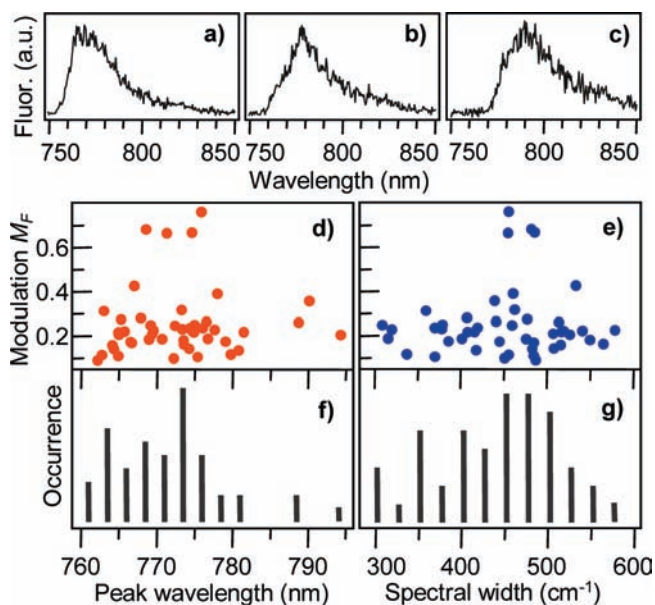 a)
b)
c)
Fluor. (a.u.)
750 800 850 750 800 850 750 800 850
Wavelength (nm)
d)
e)
Modulation M_F
0.6
0.4
0.2
f)
g)
Occurrence
760 770 780 790
300 400 500 600
Peak wavelength (nm)
Spectral width (cm⁻¹)